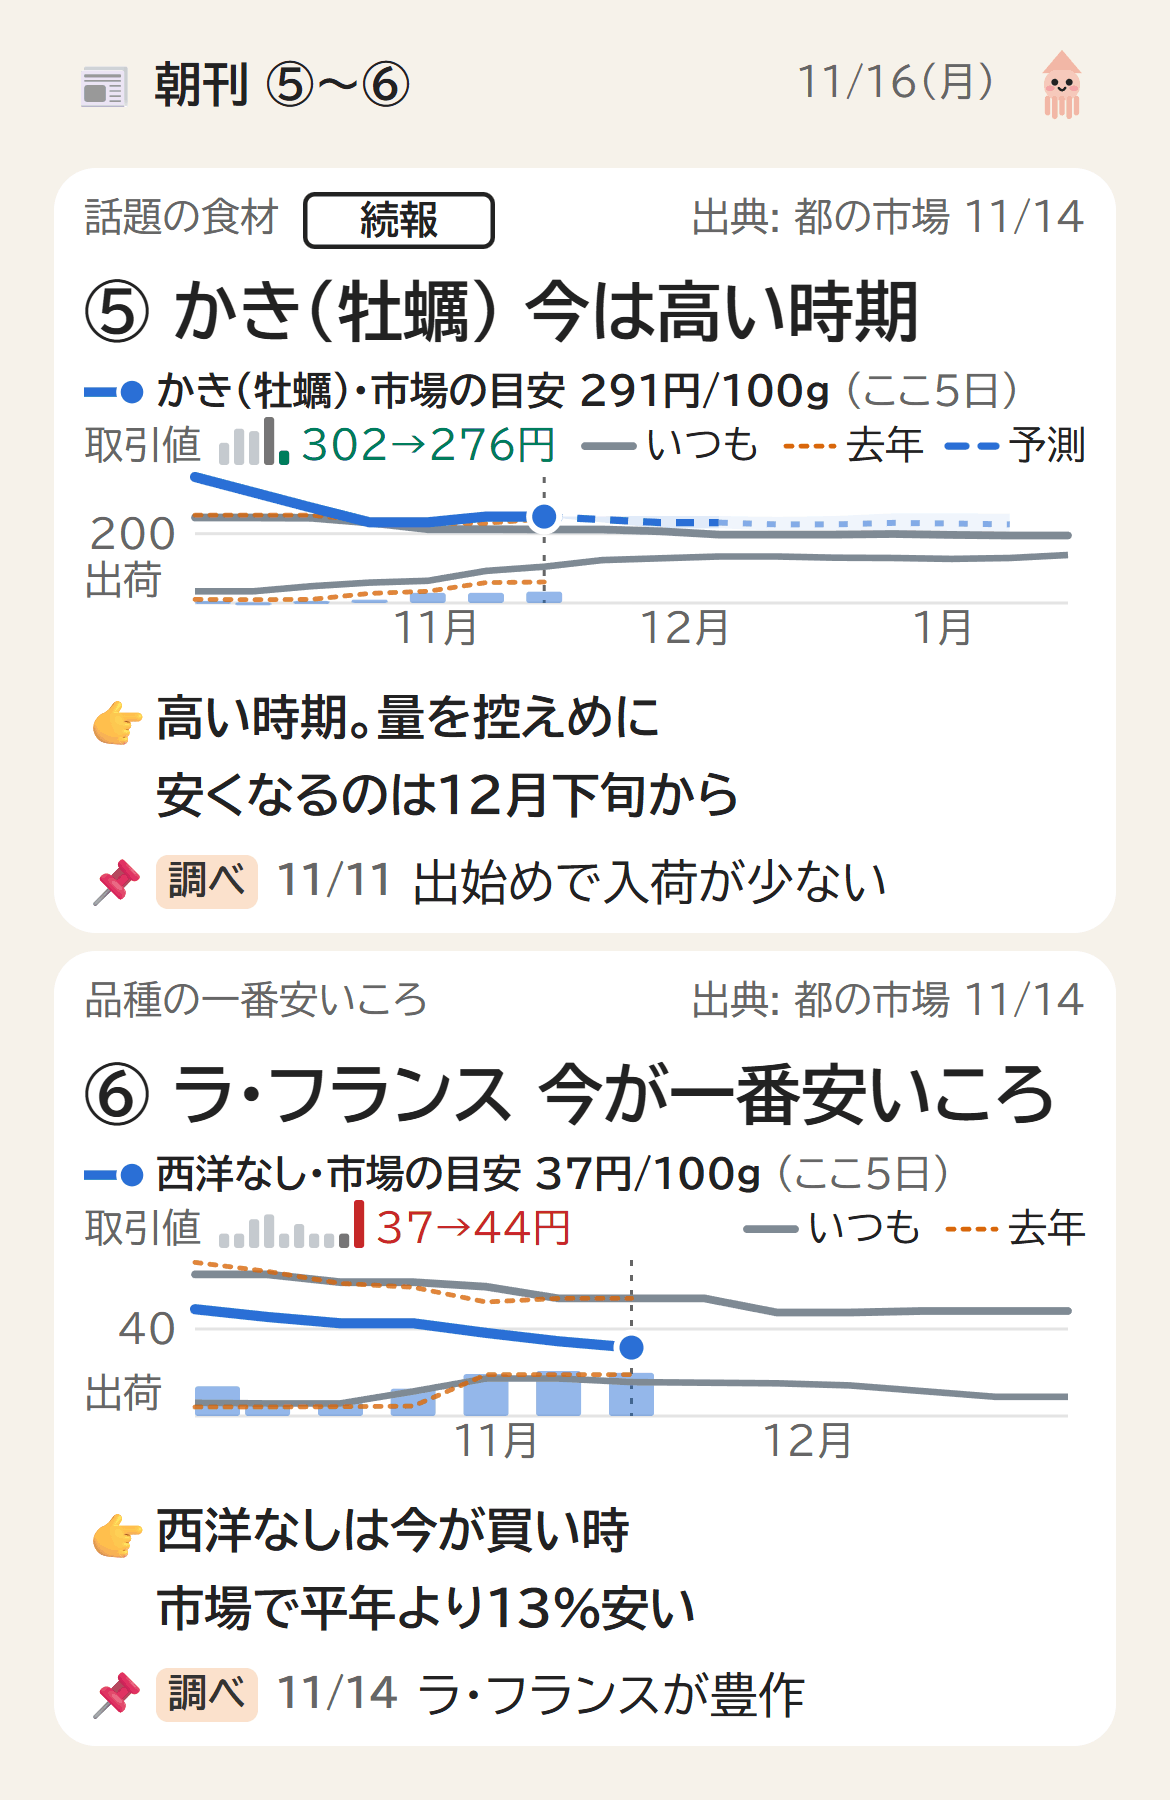 朝刊 ⑤〜⑥
11/16(月)
話題の食材 続報 出典: 都の市場 11/14
⑤ かき(牡蠣) 今は高い時期
かき(牡蠣)・市場の目安 291円/100g (ここ5日)
取引値 302→276円 いつも 去年 予測
200
出荷
11月 12月 1月
高い時期。量を控えめに
安くなるのは12月下旬から
調べ 11/11 出始めで入荷が少ない
品種の一番安いころ 出典: 都の市場 11/14
⑥ ラ・フランス 今が一番安いころ
西洋なし・市場の目安 37円/100g (ここ5日)
取引値 37→44円 いつも 去年
40
出荷
11月 12月
西洋なしは今が買い時
市場で平年より13%安い
調べ 11/14 ラ・フランスが豊作